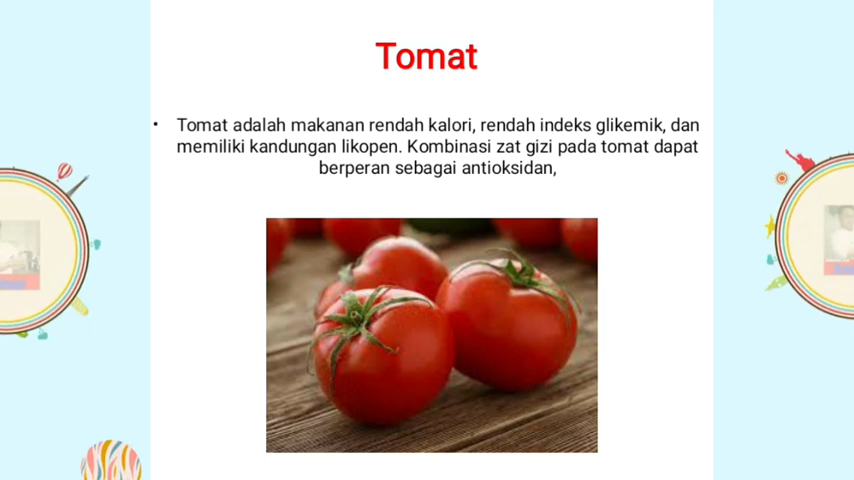 Tomat
• Tomat adalah makanan rendah kalori, rendah indeks glikemik, dan
memiliki kandungan likopen. Kombinasi zat gizi pada tomat dapat
berperan sebagai antioksidan,